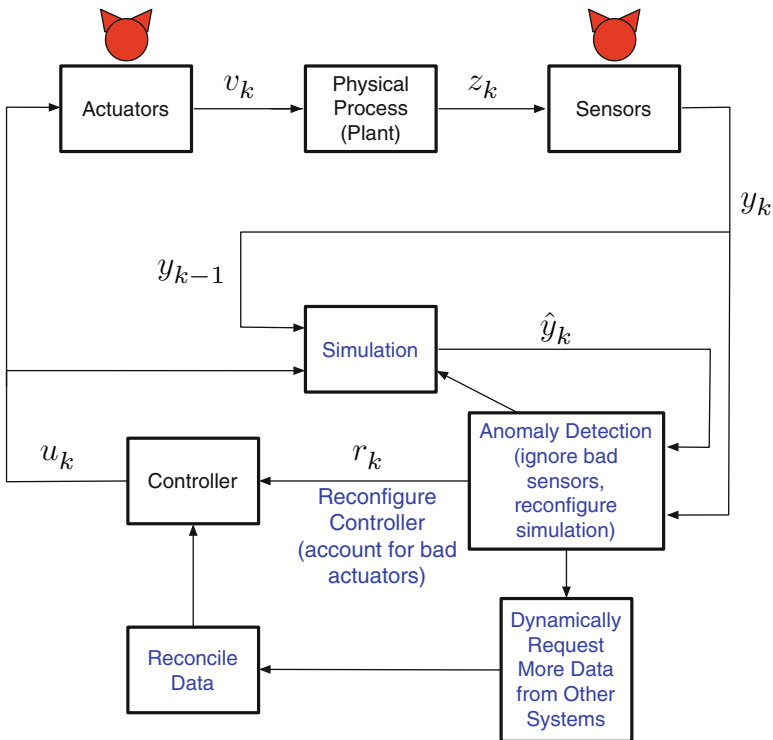 Actuators
v_k
Physical
Process
(Plant)
z_k
Sensors
y_k
y_{k-1}
Simulation
ŷ_k
Anomaly Detection
(ignore bad
sensors,
reconfigure
simulation)
r_k
Reconfigure
Controller
(account for bad
actuators)
Controller
u_k
Reconcile
Data
Dynamically
Request
More Data
from Other
Systems